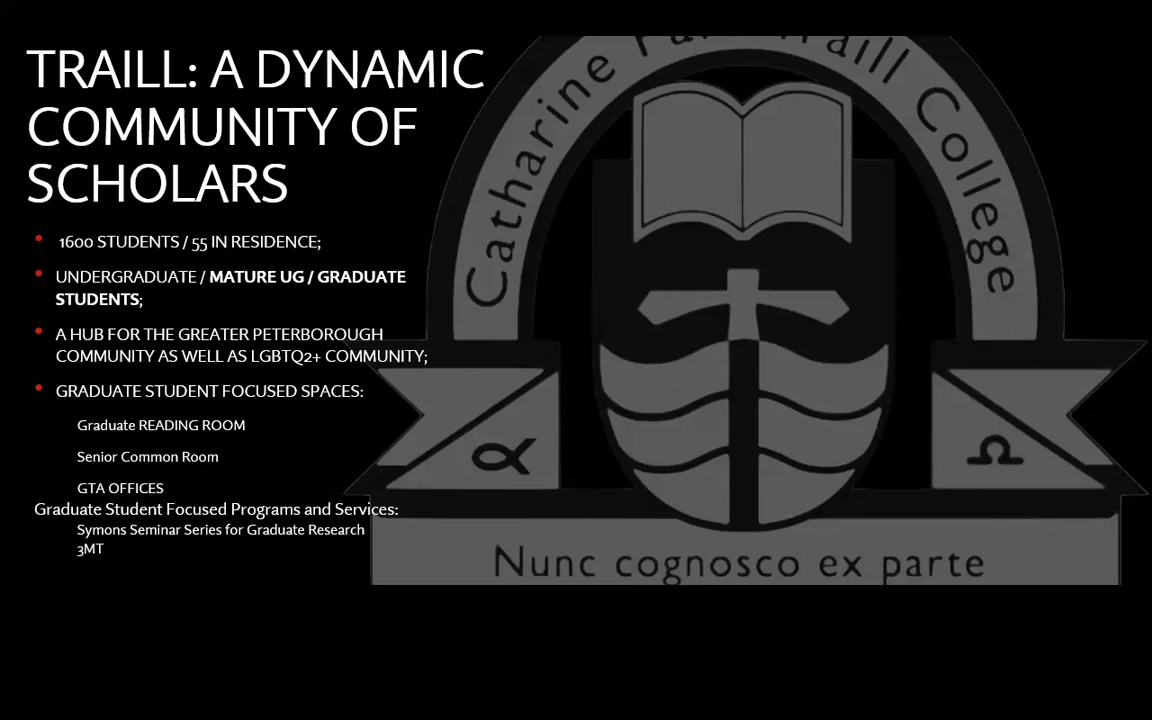 TRAILL: A DYNAMIC
COMMUNITY OF
SCHOLARS
1600 STUDENTS / 55 IN RESIDENCE;
UNDERGRADUATE / MATURE UG / GRADUATE
STUDENTS;
A HUB FOR THE GREATER PETERBOROUGH
COMMUNITY AS WELL AS LGBTQ2+ COMMUNITY;
GRADUATE STUDENT FOCUSED SPACES:
Graduate READING ROOM
Senior Common Room
GTA OFFICES
Graduate Student Focused Programs and Services:
Symons Seminar Series for Graduate Research
3MT
Catharine Parr Traill College
α Ω
Nunc cognosco ex parte